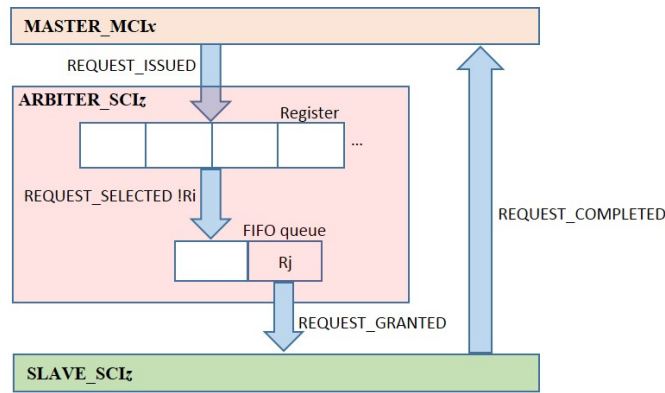 MASTER_MCIx
REQUEST_ISSUED
ARBITER_SCIz
Register
...
REQUEST_SELECTED !Ri
FIFO queue
Rj
REQUEST_GRANTED
REQUEST_COMPLETED
SLAVE_SCIz